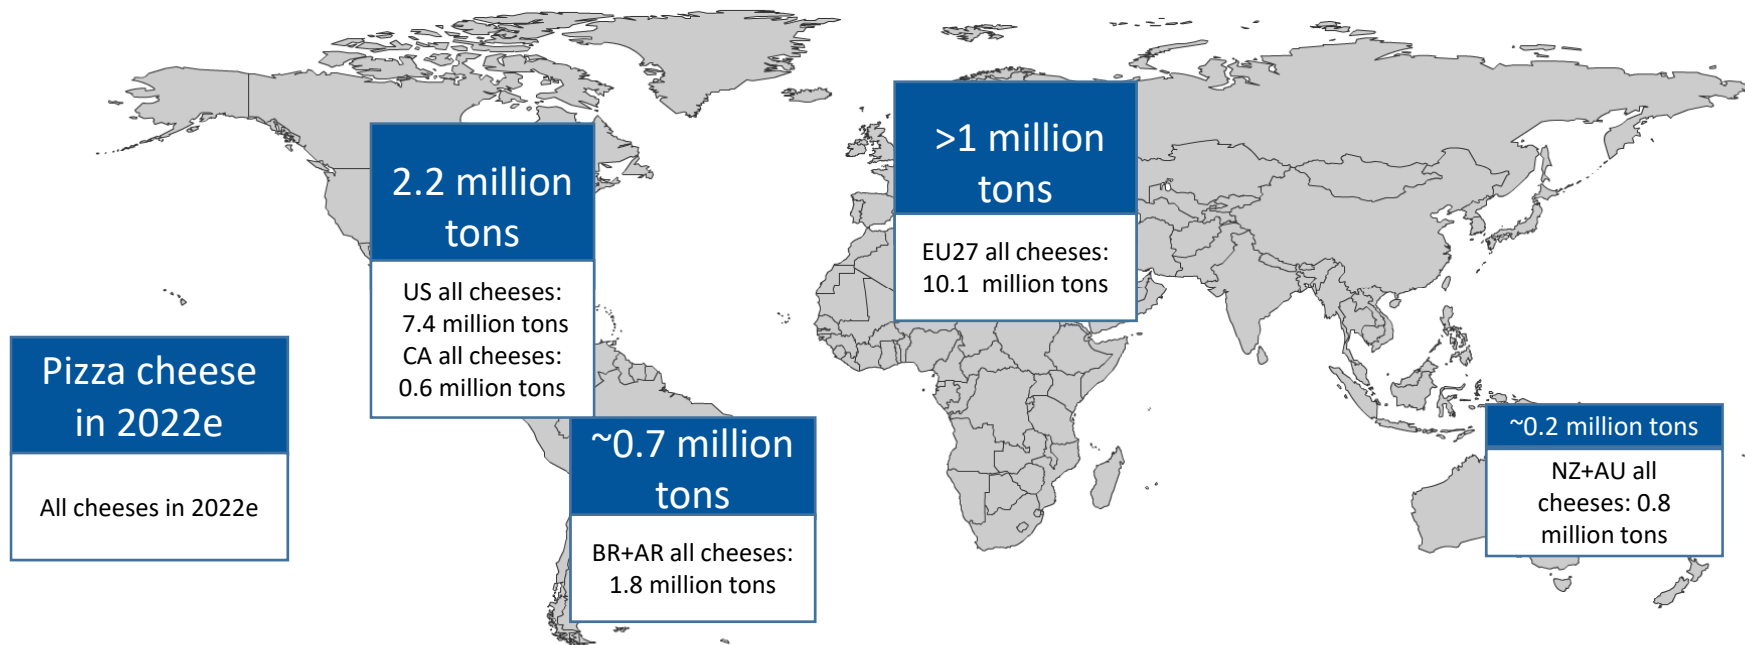 Pizza cheese
in 2022e
All cheeses in 2022e
2.2 million
tons
US all cheeses:
7.4 million tons
CA all cheeses:
0.6 million tons
~0.7 million
tons
BR+AR all cheeses:
1.8 million tons
>1 million
tons
EU27 all cheeses:
10.1  million tons
~0.2 million tons
NZ+AU all
cheeses: 0.8
million tons